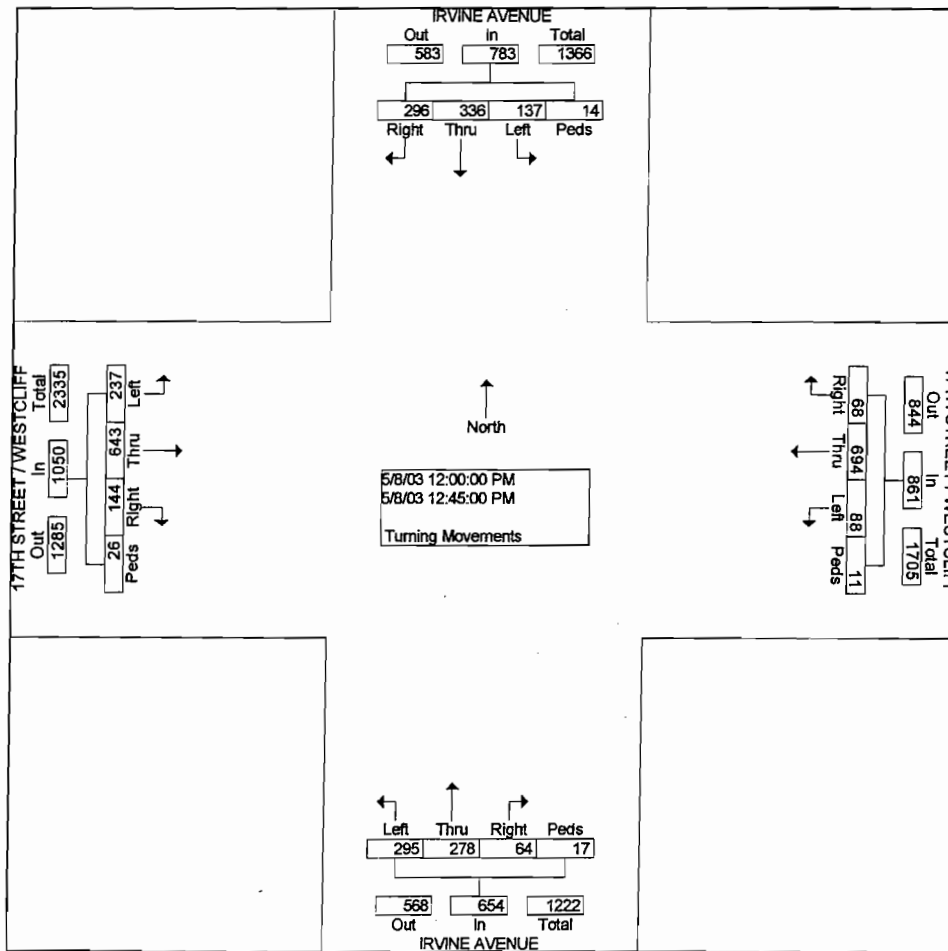 IRVINE AVENUE
Out In Total
583 783 1366
296 336 137 14
Right Thru Left Peds
17TH STREET / WESTCLIFF
Total In Out
2335 1050 1285
237 643 144 26
Left Thru Right Peds
North
5/8/03 12:00:00 PM
5/8/03 12:45:00 PM
Turning Movements
Right Thru Left Peds
68 694 88 11
844 861 1705
Out In Total
Left Thru Right Peds
295 278 64 17
568 654 1222
Out In Total
IRVINE AVENUE